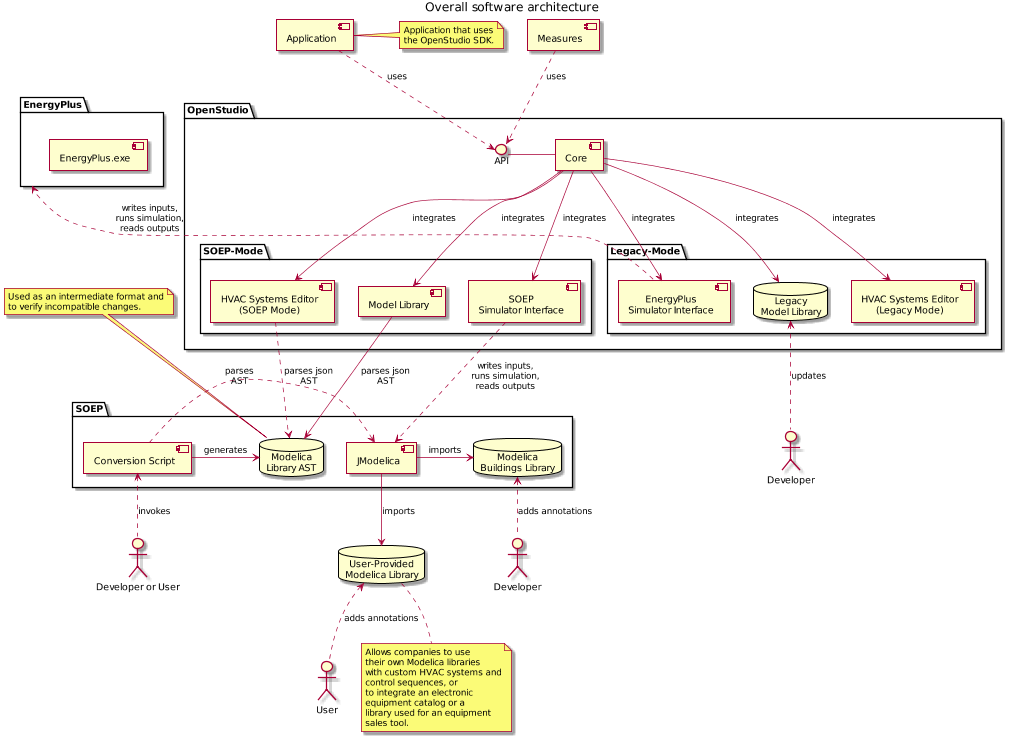 Overall software architecture
Application
Application that uses
the OpenStudio SDK.
Measures
uses
uses
EnergyPlus
EnergyPlus.exe
OpenStudio
API
Core
writes inputs,
runs simulation,
reads outputs
integrates
integrates
integrates
integrates
integrates
integrates
SOEP-Mode
HVAC Systems Editor
(SOEP Mode)
Model Library
SOEP
Simulator Interface
Legacy-Mode
EnergyPlus
Simulator Interface
Legacy
Model Library
HVAC Systems Editor
(Legacy Mode)
Used as an intermediate format and
to verify incompatible changes.
parses
AST
parses json
AST
parses json
AST
writes inputs,
runs simulation,
reads outputs
updates
SOEP
Conversion Script
generates
Modelica
Library AST
JModelica
imports
Modelica
Buildings Library
Developer
invokes
imports
adds annotations
Developer or User
User-Provided
Modelica Library
Developer
adds annotations
User
Allows companies to use
their own Modelica libraries
with custom HVAC systems and
control sequences, or
to integrate an electronic
equipment catalog or a
library used for an equipment
sales tool.